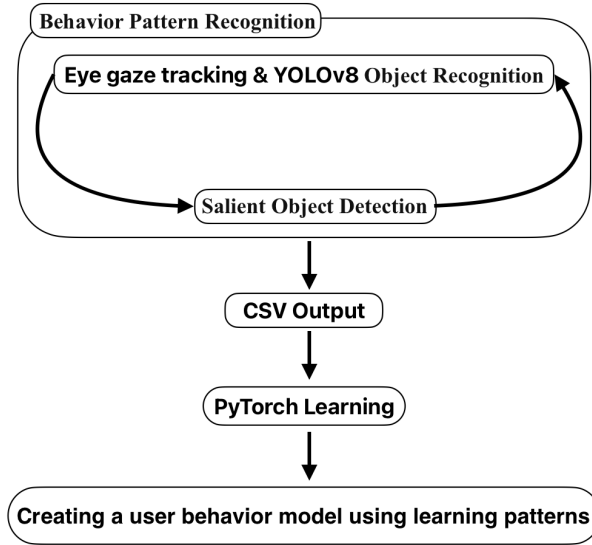 Behavior Pattern Recognition
Eye gaze tracking & YOLOv8 Object Recognition
Salient Object Detection
CSV Output
PyTorch Learning
Creating a user behavior model using learning patterns